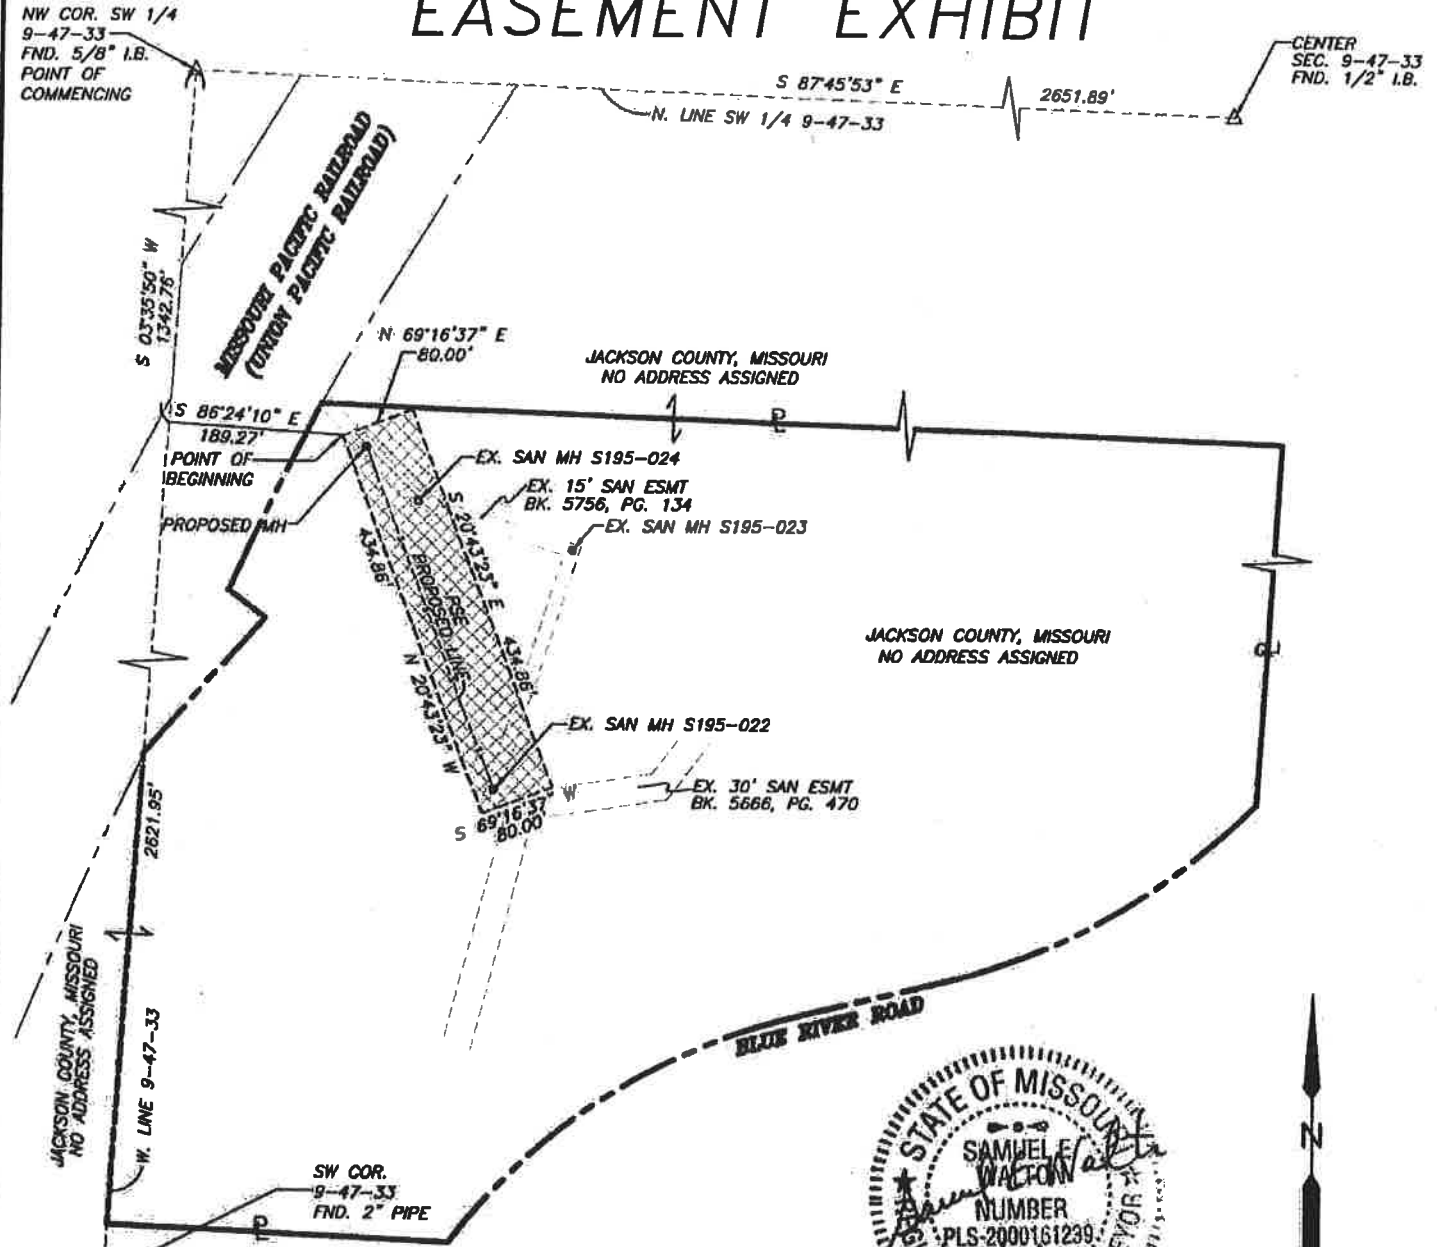 EASEMENT EXHIBIT
NW COR. SW 1/4
9-47-33
FND. 5/8" I.B.
POINT OF
COMMENCING
CENTER
SEC. 9-47-33
FND. 1/2" I.B.
S 87°45'53" E
2651.89'
N. LINE SW 1/4 9-47-33
MISSOURI PACIFIC RAILROAD
(UNION PACIFIC RAILROAD)
S 03°35'50" W
1342.76'
N 69°16'37" E
80.00'
JACKSON COUNTY, MISSOURI
NO ADDRESS ASSIGNED
S 86°24'10" E
189.27'
POINT OF
BEGINNING
PROPOSED MH
EX. SAN MH S195-024
EX. 15' SAN ESMT
BK. 5756, PG. 134
EX. SAN MH S195-023
S 20°43'23" E
434.86'
434.86'
N 20°43'23" W
PSE
PROPOSED LINE
JACKSON COUNTY, MISSOURI
NO ADDRESS ASSIGNED
EX. SAN MH S195-022
EX. 30' SAN ESMT
BK. 5666, PG. 470
S 69°16'37 W
80.00'
2621.95'
JACKSON COUNTY, MISSOURI
NO ADDRESS ASSIGNED
W. LINE 9-47-33
BLUE RIVER ROAD
SW COR.
9-47-33
FND. 2" PIPE
STATE OF MISSOURI
SAMUEL E
WALTON
NUMBER
PLS-2000161239
N